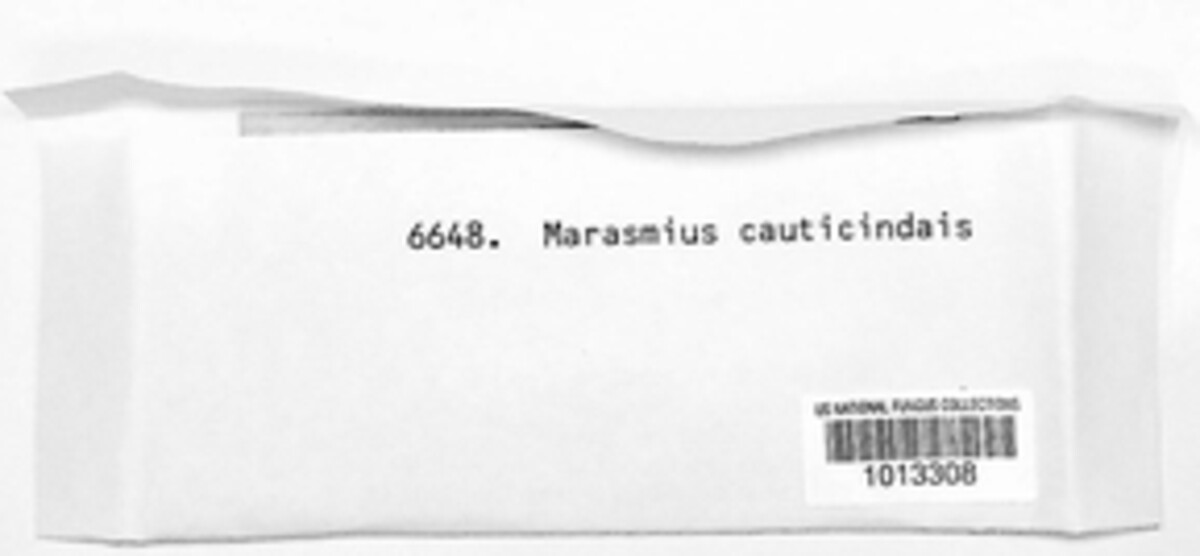 6648. Marasmius cauticindais
US NATIONAL FUNGUS COLLECTIONS
1013308